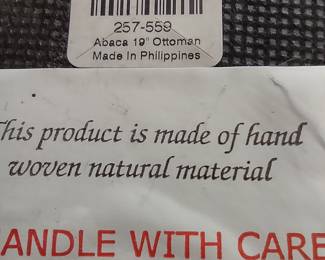 257-559
Abaca 19" Ottoman
Made In Philippines
his product is made of hand
woven natural material
ANDLE WITH CARE